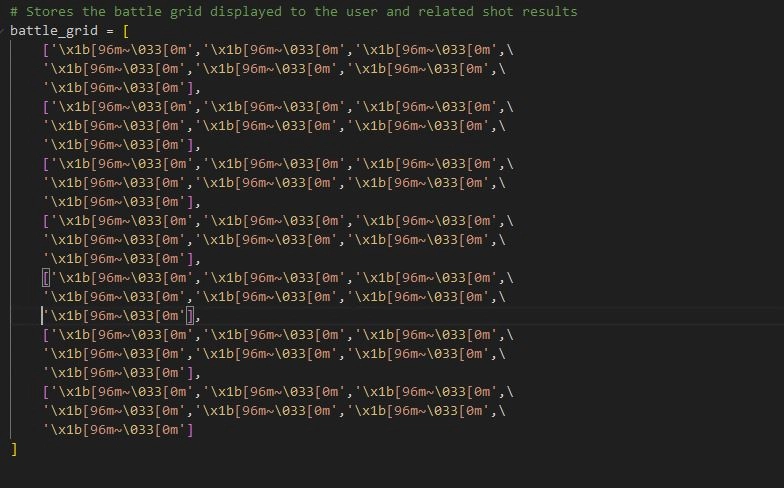 # Stores the battle grid displayed to the user and related shot results
battle_grid = [
['\x1b[96m~\033[0m','\x1b[96m~\033[0m','\x1b[96m~\033[0m',\
'\x1b[96m~\033[0m','\x1b[96m~\033[0m','\x1b[96m~\033[0m',\
'\x1b[96m~\033[0m'],
['\x1b[96m~\033[0m','\x1b[96m~\033[0m','\x1b[96m~\033[0m',\
'\x1b[96m~\033[0m','\x1b[96m~\033[0m','\x1b[96m~\033[0m',\
'\x1b[96m~\033[0m'],
['\x1b[96m~\033[0m','\x1b[96m~\033[0m','\x1b[96m~\033[0m',\
'\x1b[96m~\033[0m','\x1b[96m~\033[0m','\x1b[96m~\033[0m',\
'\x1b[96m~\033[0m'],
['\x1b[96m~\033[0m','\x1b[96m~\033[0m','\x1b[96m~\033[0m',\
'\x1b[96m~\033[0m','\x1b[96m~\033[0m','\x1b[96m~\033[0m',\
'\x1b[96m~\033[0m'],
['\x1b[96m~\033[0m','\x1b[96m~\033[0m','\x1b[96m~\033[0m',\
'\x1b[96m~\033[0m','\x1b[96m~\033[0m','\x1b[96m~\033[0m',\
'\x1b[96m~\033[0m'],
['\x1b[96m~\033[0m','\x1b[96m~\033[0m','\x1b[96m~\033[0m',\
'\x1b[96m~\033[0m','\x1b[96m~\033[0m','\x1b[96m~\033[0m',\
'\x1b[96m~\033[0m'],
['\x1b[96m~\033[0m','\x1b[96m~\033[0m','\x1b[96m~\033[0m',\
'\x1b[96m~\033[0m','\x1b[96m~\033[0m','\x1b[96m~\033[0m',\
'\x1b[96m~\033[0m']
]